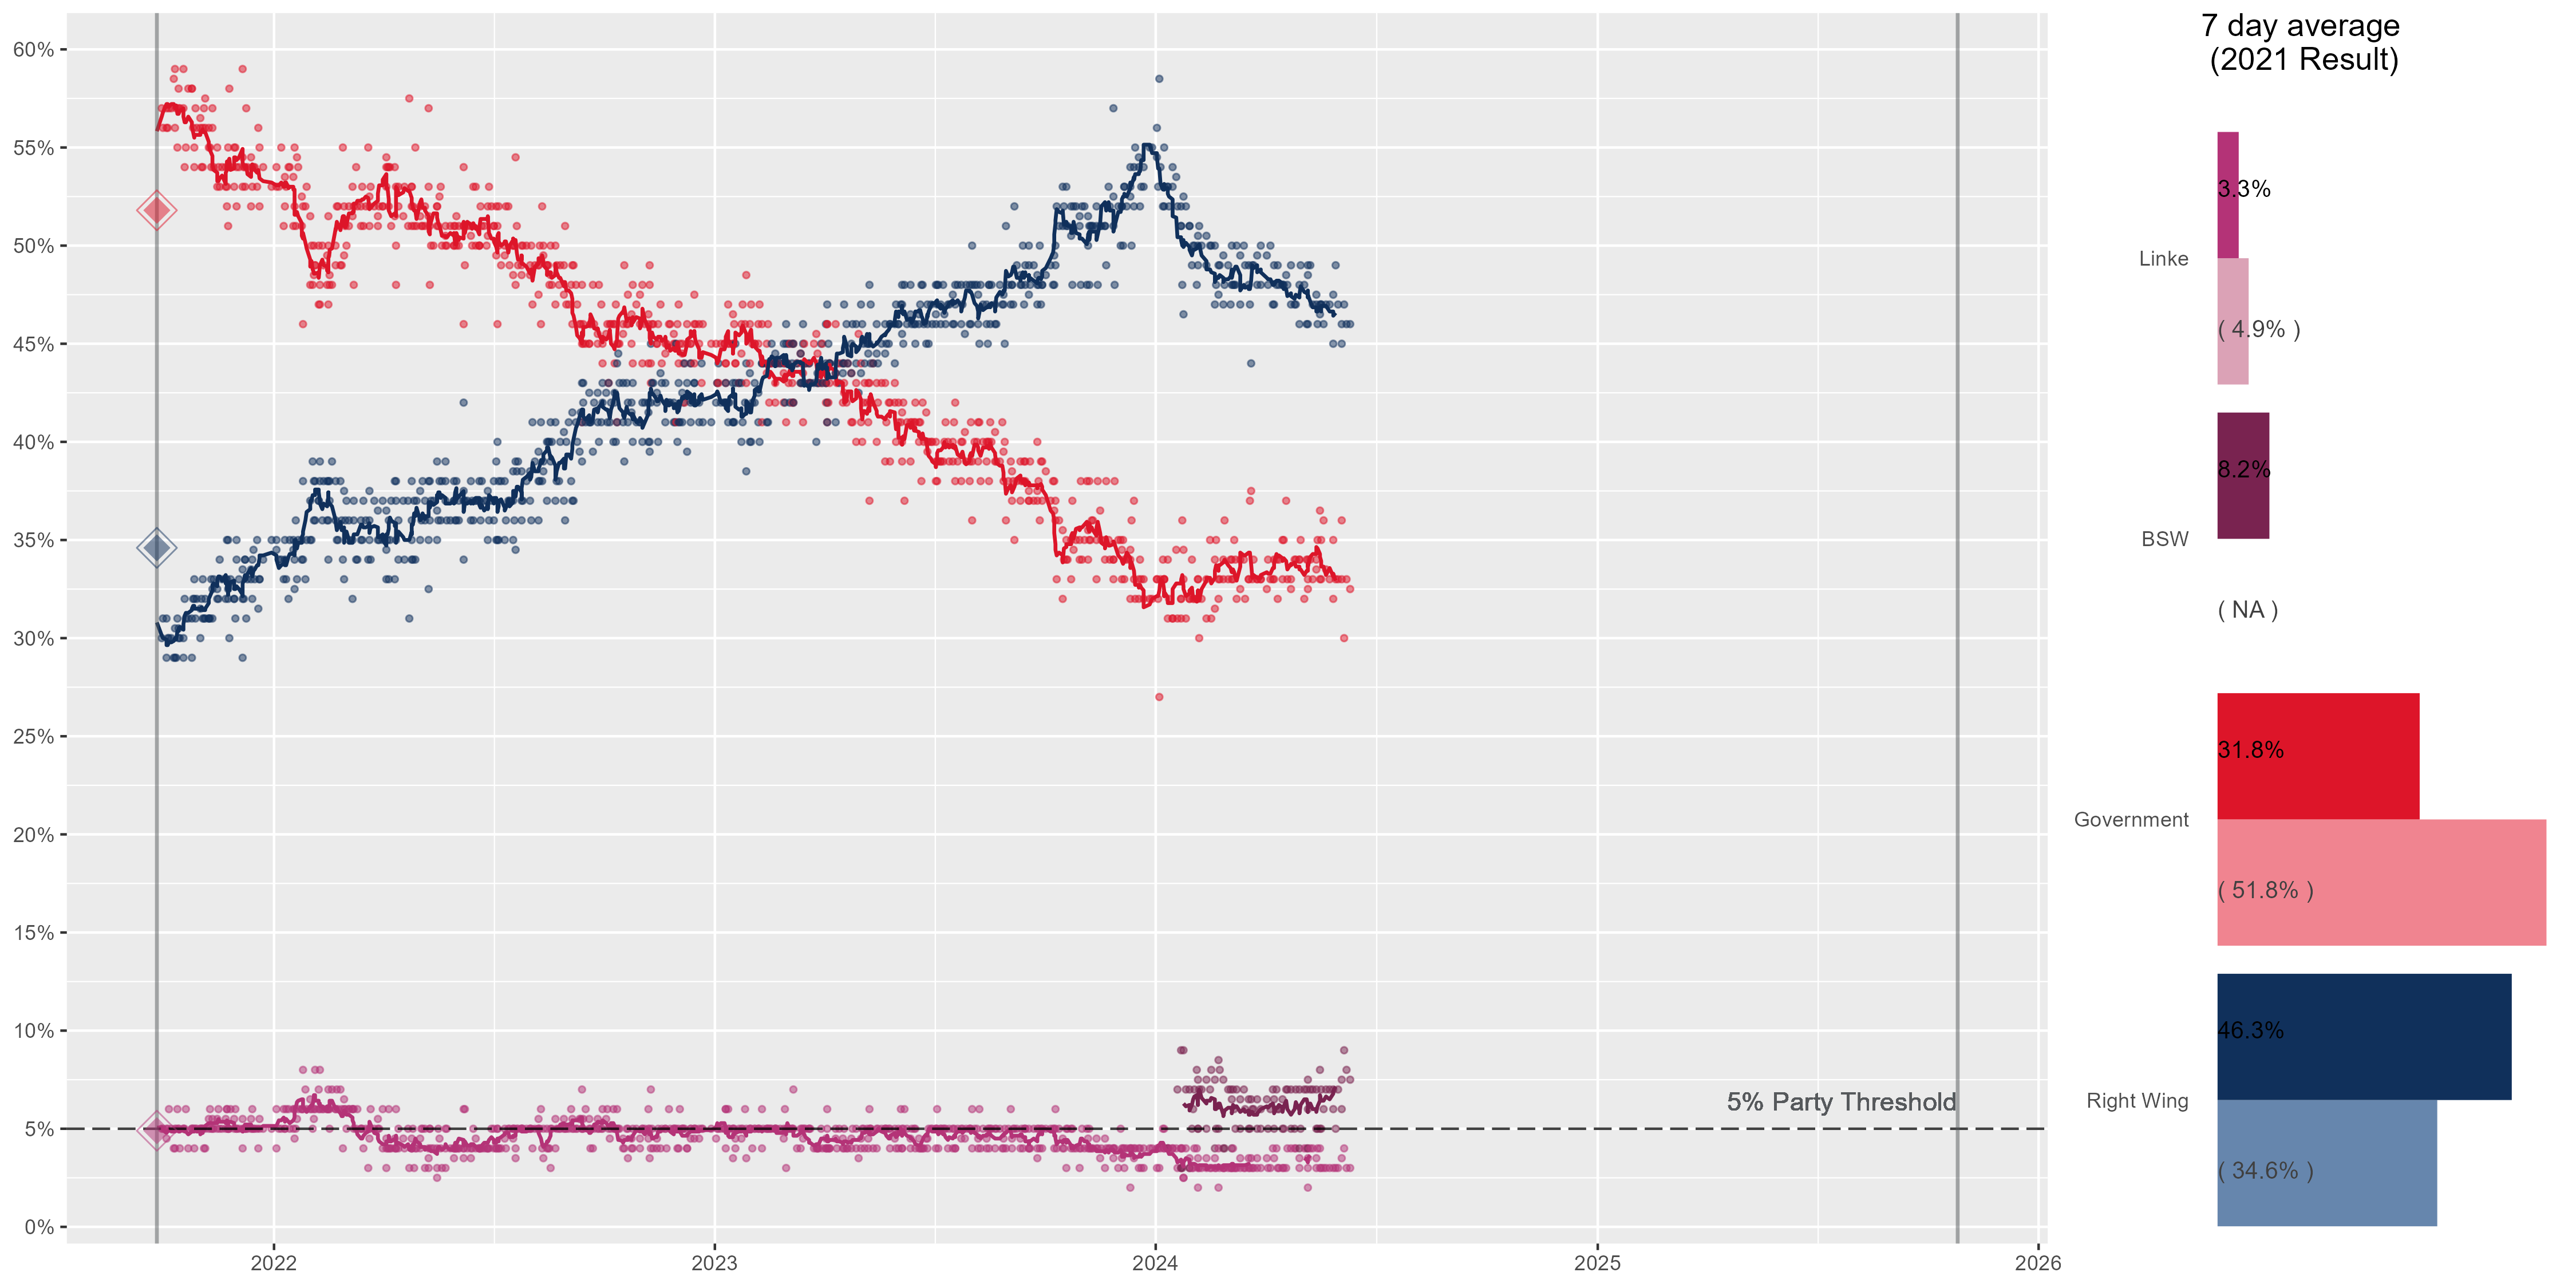 60%
55%
50%
45%
40%
35%
30%
25%
20%
15%
10%
5%
0%
5% Party Threshold
2022
2023
2024
2025
2026
7 day average
(2021 Result)
Linke
3.3%
( 4.9% )
BSW
8.2%
( NA )
Government
31.8%
( 51.8% )
Right Wing
46.3%
( 34.6% )